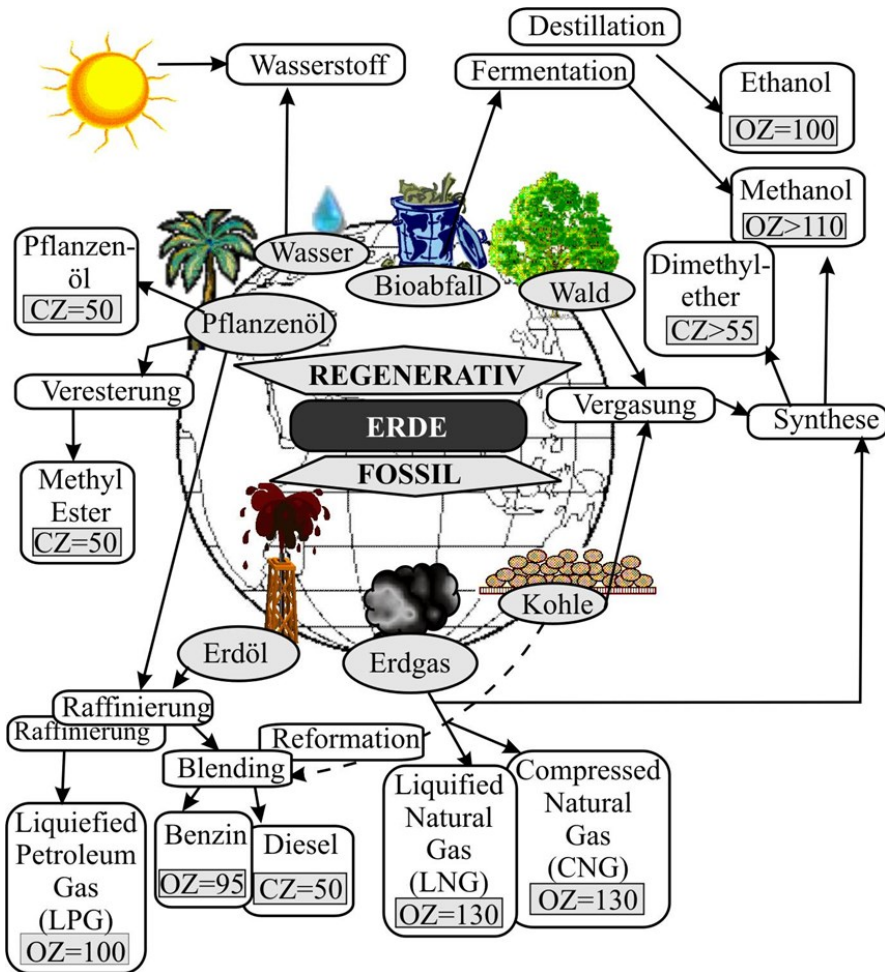 Destillation
Wasserstoff
Fermentation
Ethanol
OZ=100
Methanol
OZ>110
Pflanzen-
öl
CZ=50
Wasser
Bioabfall
Wald
Dimethyl-
ether
CZ>55
Pflanzenöl
REGENERATIV
Veresterung
Vergasung
ERDE
Synthese
FOSSIL
Methyl
Ester
CZ=50
Kohle
Erdöl
Erdgas
Raffinierung
Raffinierung
Reformation
Blending
Liquiefied
Petroleum
Gas
(LPG)
OZ=100
Benzin
OZ=95
Diesel
CZ=50
Liquified
Natural
Gas
(LNG)
OZ=130
Compressed
Natural
Gas
(CNG)
OZ=130